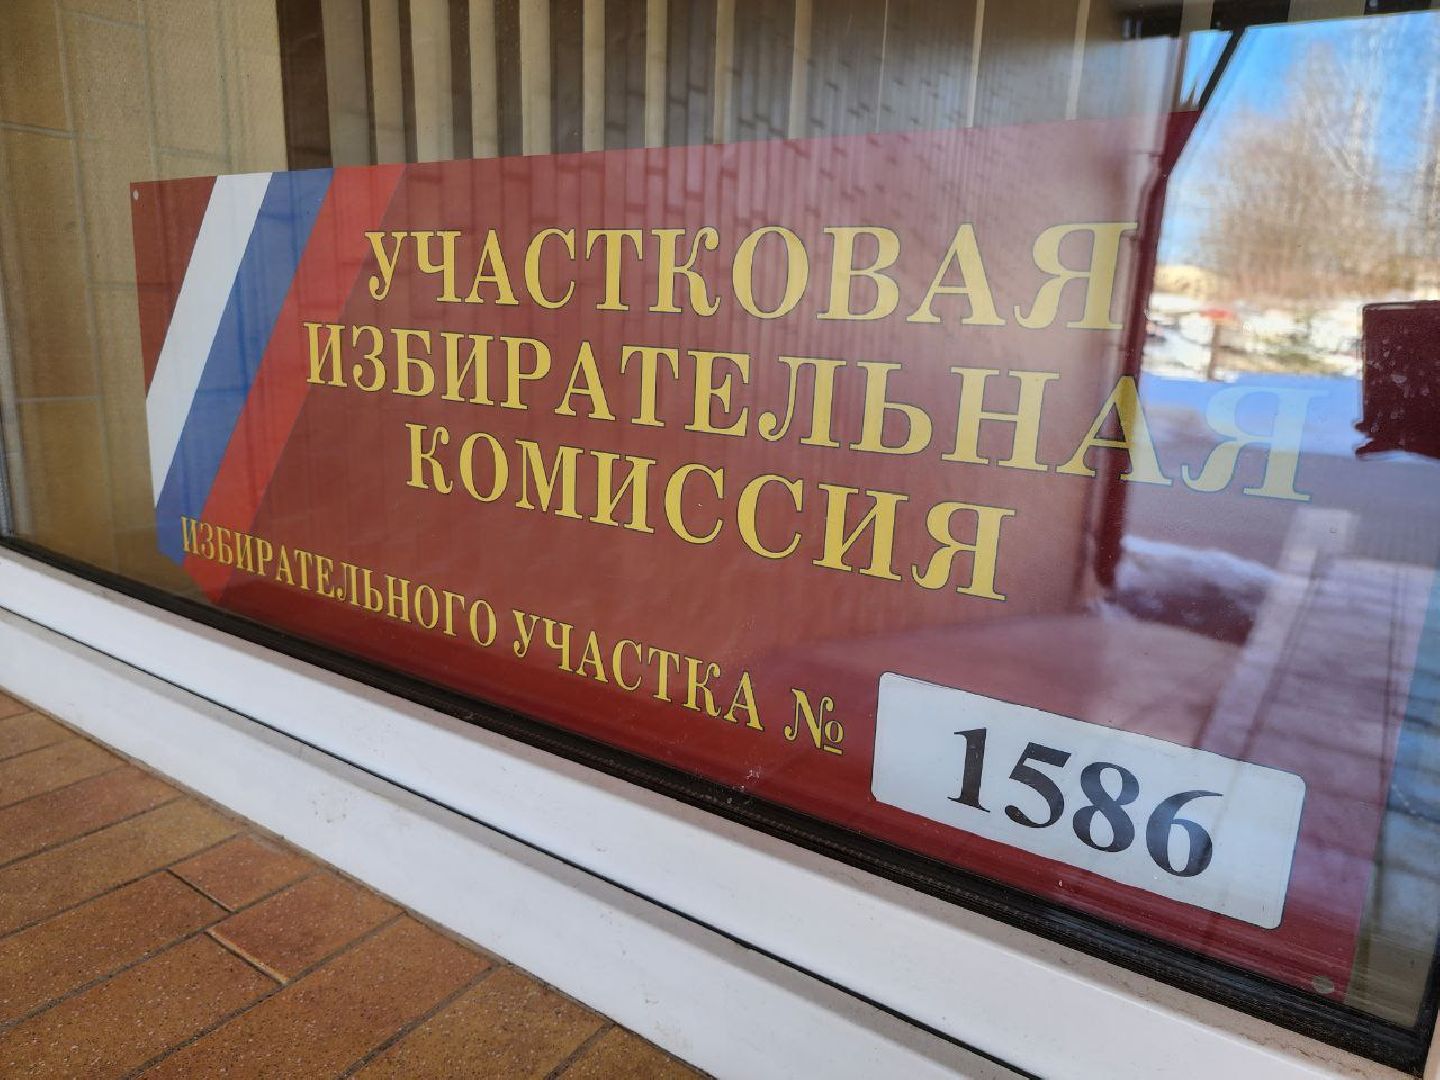 УЧАСТКОВАЯ
ИЗБИРАТЕЛЬНАЯ
КОМИССИЯ
ИЗБИРАТЕЛЬНОГО УЧАСТКА № 1586